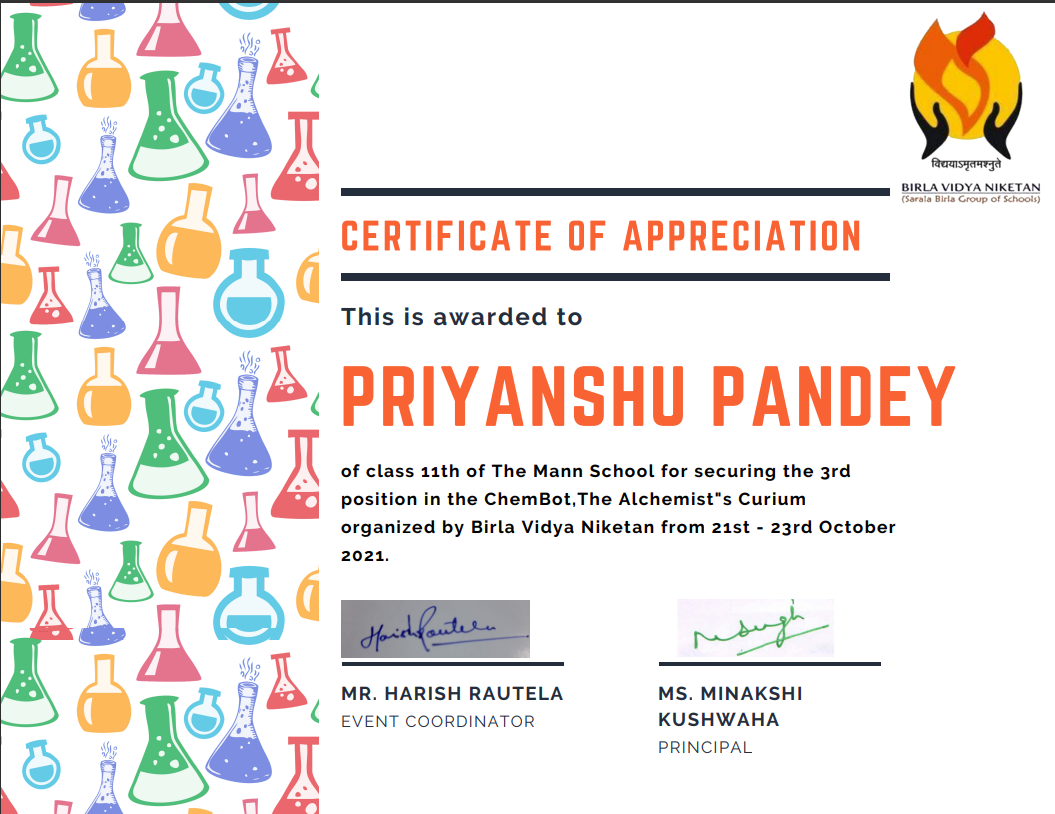 विद्ययाऽमृतमश्नुते
BIRLA VIDYA NIKETAN
(Sarala Birla Group of Schools)
CERTIFICATE OF APPRECIATION
This is awarded to
PRIYANSHU PANDEY
of class 11th of The Mann School for securing the 3rd
position in the ChemBot,The Alchemist"s Curium
organized by Birla Vidya Niketan from 21st - 23rd October
2021.
Harish Rautela
MR. HARISH RAUTELA
EVENT COORDINATOR
MS. MINAKSHI
KUSHWAHA
PRINCIPAL